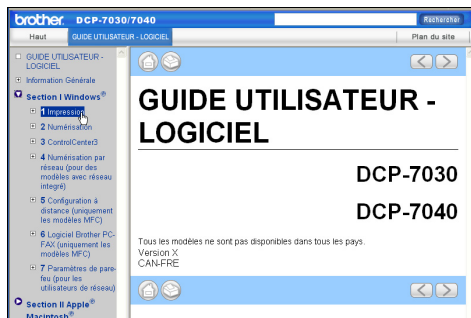 brother. DCP-7030/7040
Rechercher
Haut
GUIDE UTILISATEUR - LOGICIEL
Plan du site
GUIDE UTILISATEUR -
LOGICIEL
Information Générale
Section I Windows®
1 Impression
2 Numérisation
3 ControlCenter3
4 Numérisation par
réseau (pour des
modèles avec réseau
integré)
5 Configuration à
distance (uniquement
les modèles MFC)
6 Logiciel Brother PC-
FAX (uniquement les
modèles MFC)
7 Paramètres de pare-
feu (pour les
utilisateurs de réseau)
Section II Apple®
Macintosh®
GUIDE UTILISATEUR -
LOGICIEL
DCP-7030
DCP-7040
Tous les modèles ne sont pas disponibles dans tous les pays.
Version X
CAN-FRE